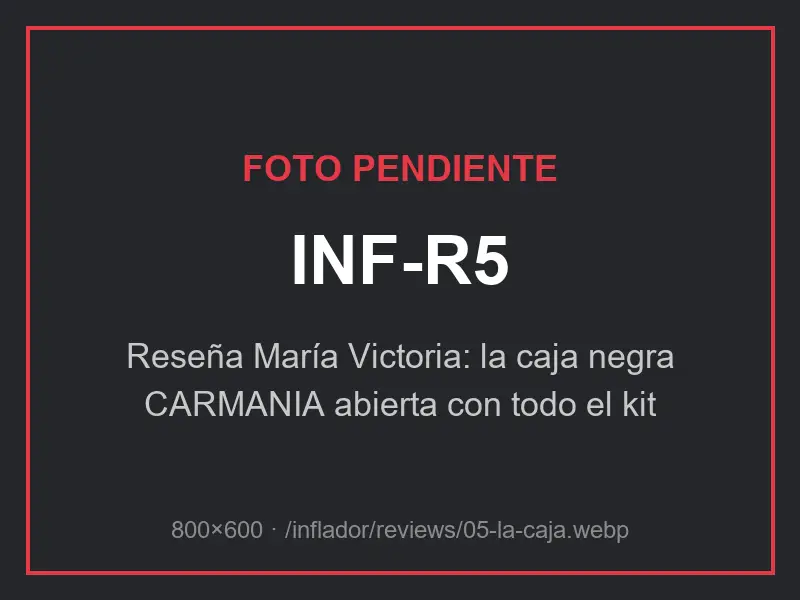 FOTO PENDIENTE
INF-R5
Reseña María Victoria: la caja negra
CARMANIA abierta con todo el kit
800×600 · /inflador/reviews/05-la-caja.webp